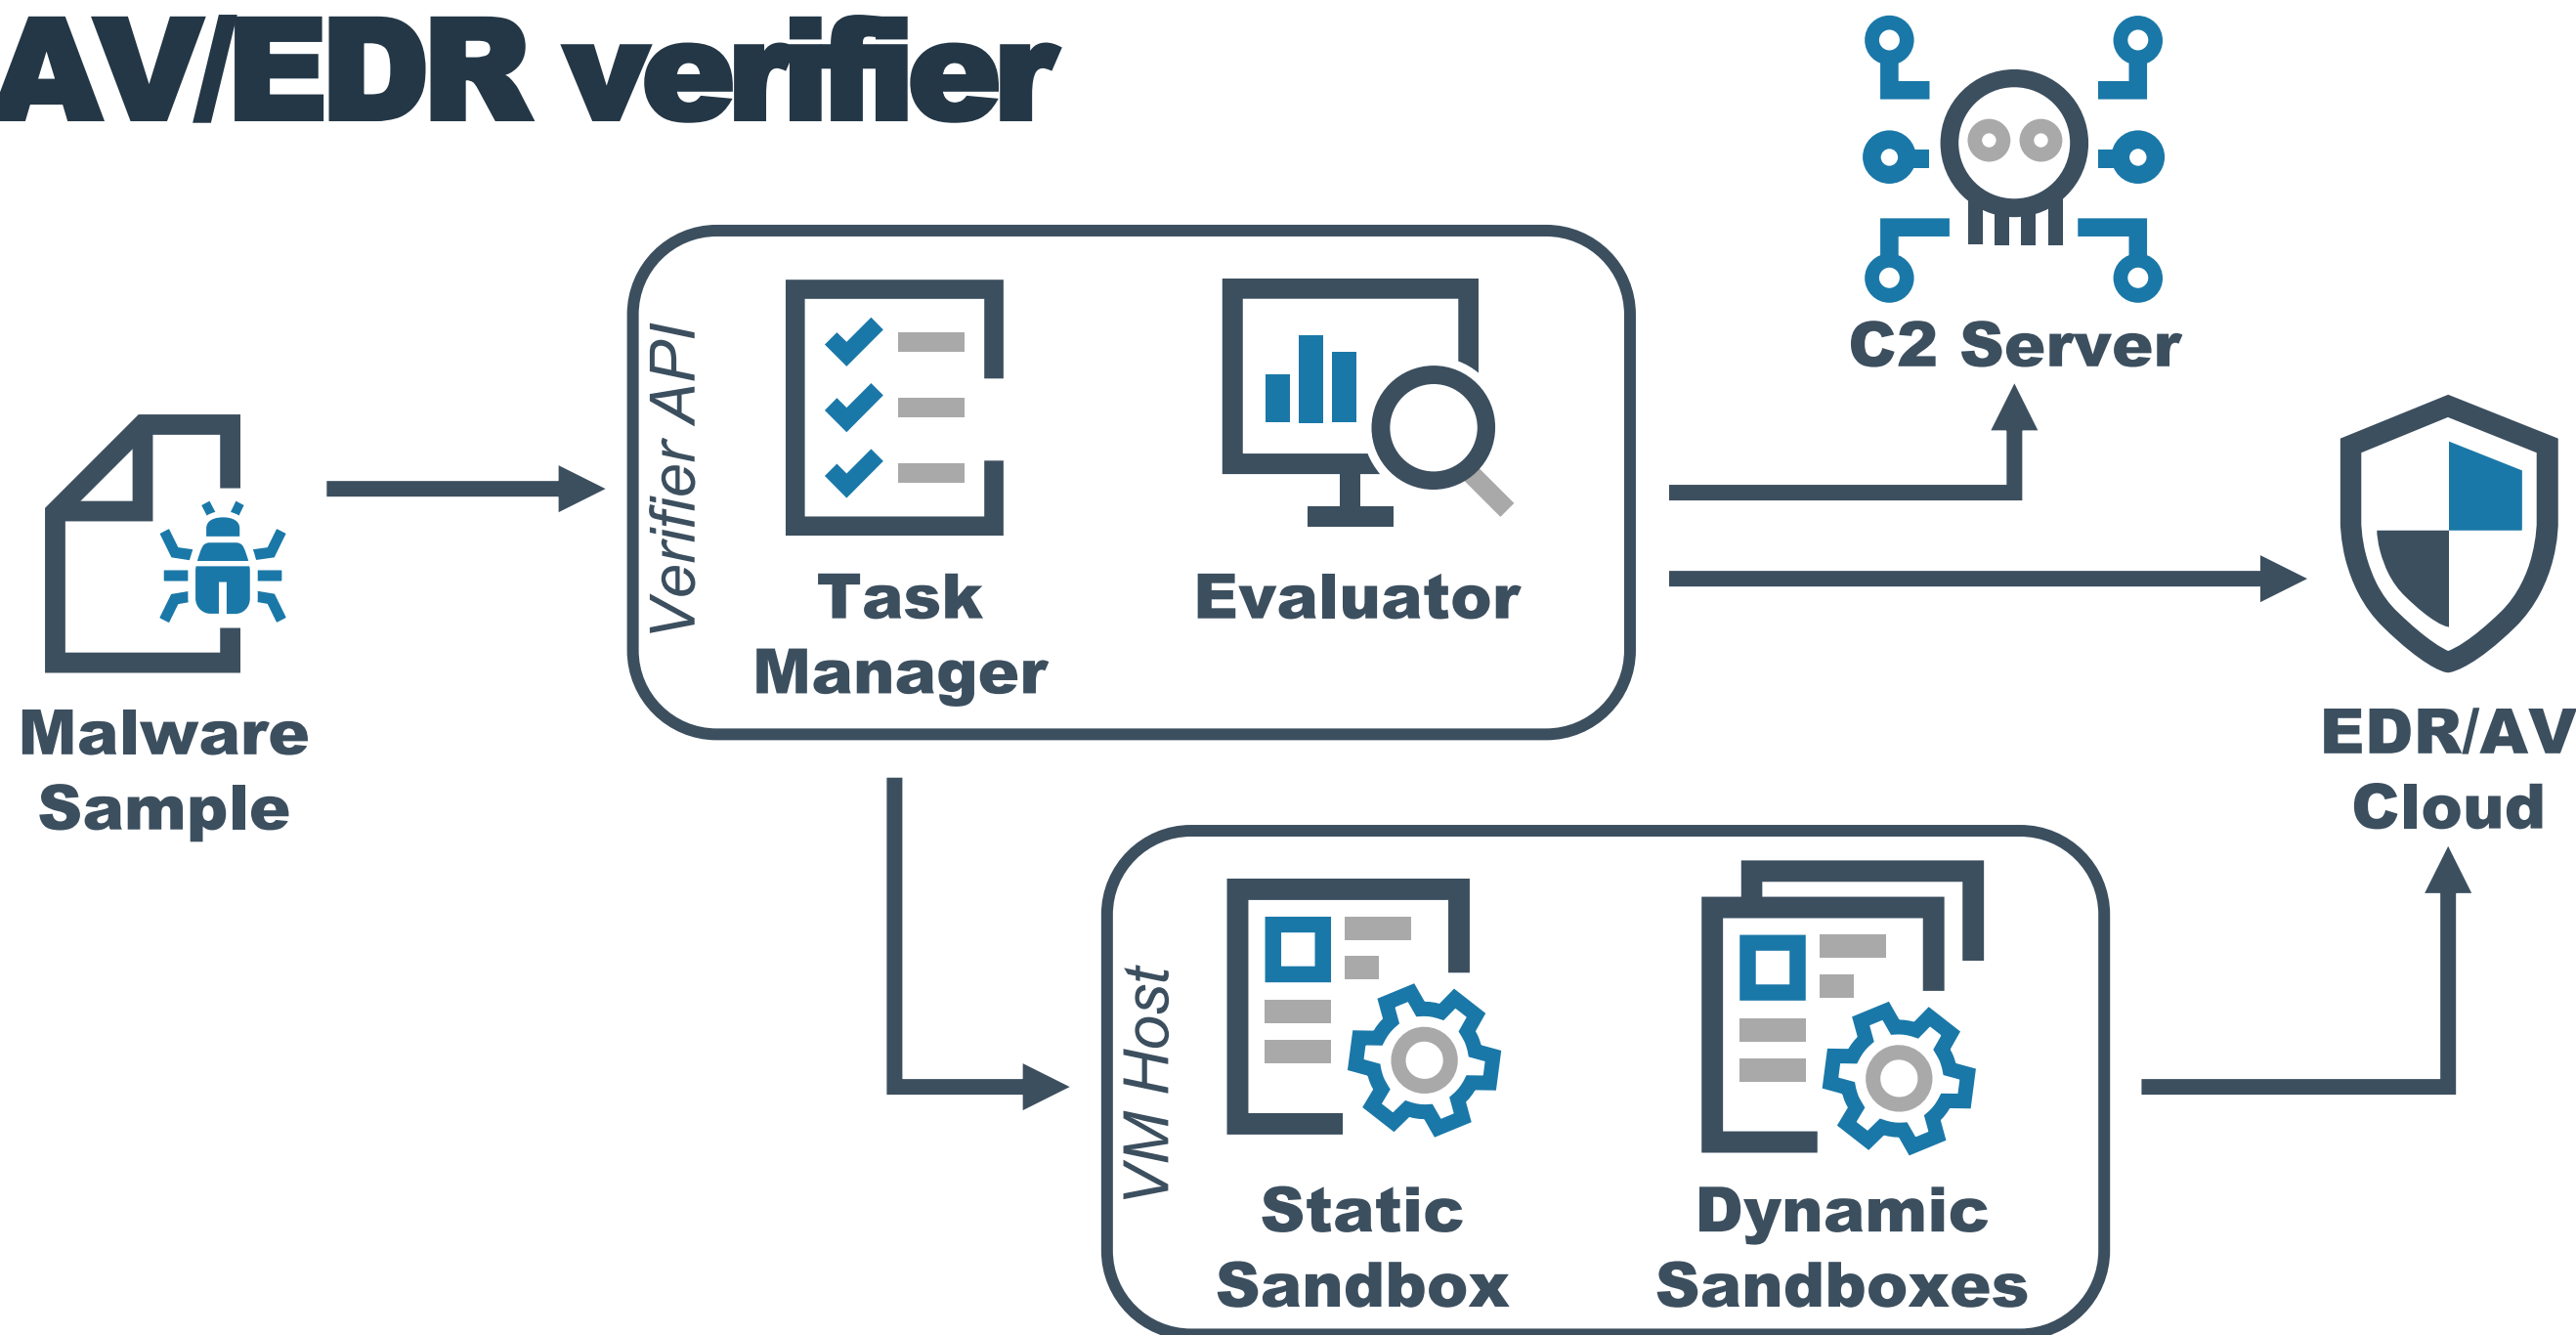 AV/EDR verifier
C2 Server
Verifier API
Task
Manager
Evaluator
Malware
Sample
EDR/AV
Cloud
VM Host
Static
Sandbox
Dynamic
Sandboxes